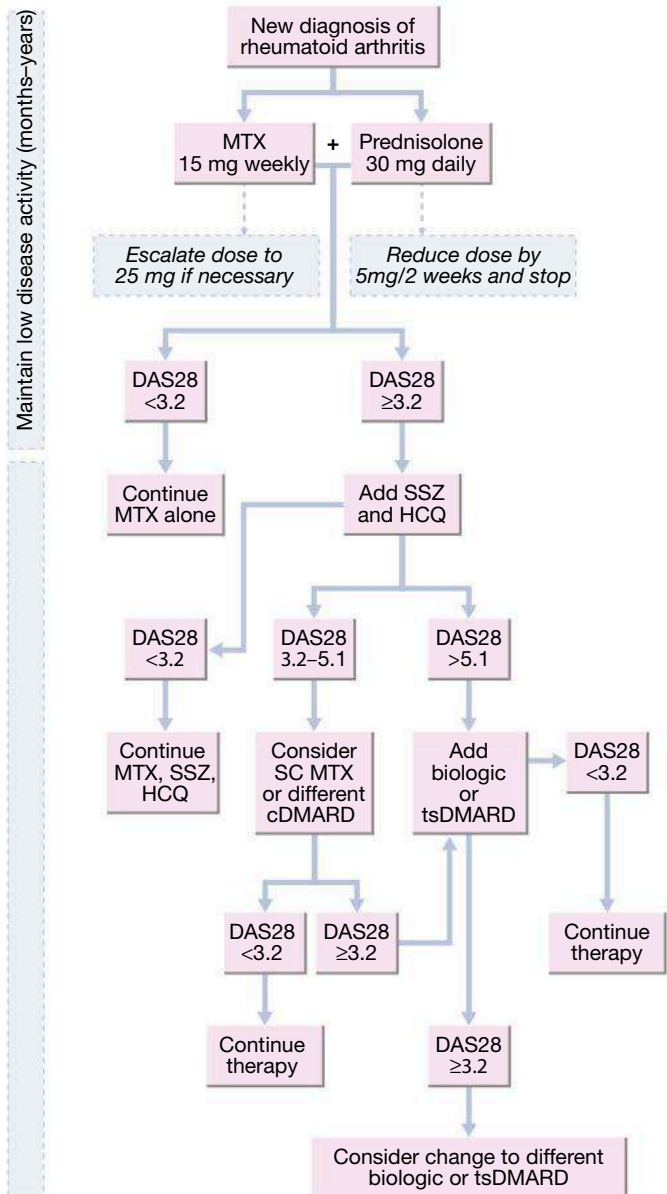 Maintain low disease activity (months–years)
New diagnosis of
rheumatoid arthritis
MTX
15 mg weekly
+
Prednisolone
30 mg daily
Escalate dose to
25 mg if necessary
Reduce dose by
5mg/2 weeks and stop
DAS28
<3.2
DAS28
≥3.2
Continue
MTX alone
Add SSZ
and HCQ
DAS28
<3.2
DAS28
3.2–5.1
DAS28
>5.1
Continue
MTX, SSZ,
HCQ
Consider
SC MTX
or different
cDMARD
Add
biologic
or
tsDMARD
DAS28
<3.2
DAS28
<3.2
DAS28
≥3.2
Continue
therapy
Continue
therapy
DAS28
≥3.2
Consider change to different
biologic or tsDMARD